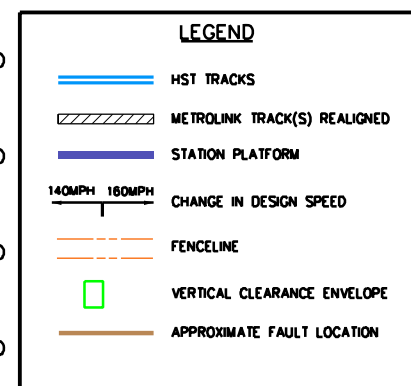 LEGEND
HST TRACKS
METROLINK TRACK(S) REALIGNED
STATION PLATFORM
140MPH 160MPH
CHANGE IN DESIGN SPEED
FENCELINE
VERTICAL CLEARANCE ENVELOPE
APPROXIMATE FAULT LOCATION